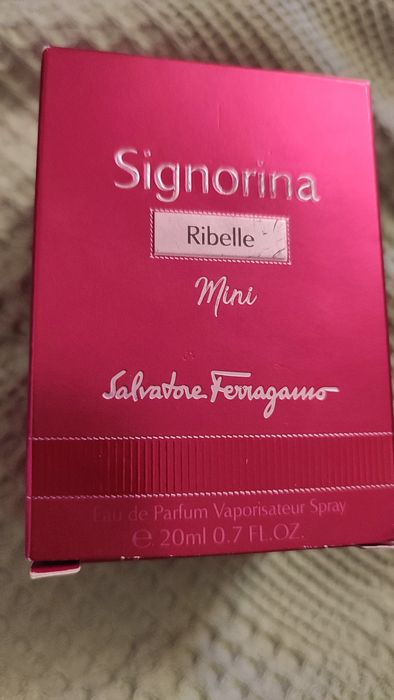 Signorina
Ribelle
Mini
Salvatore Ferragamo
Eau de Parfum Vaporisateur Spray
e 20ml 0.7 FL.OZ.